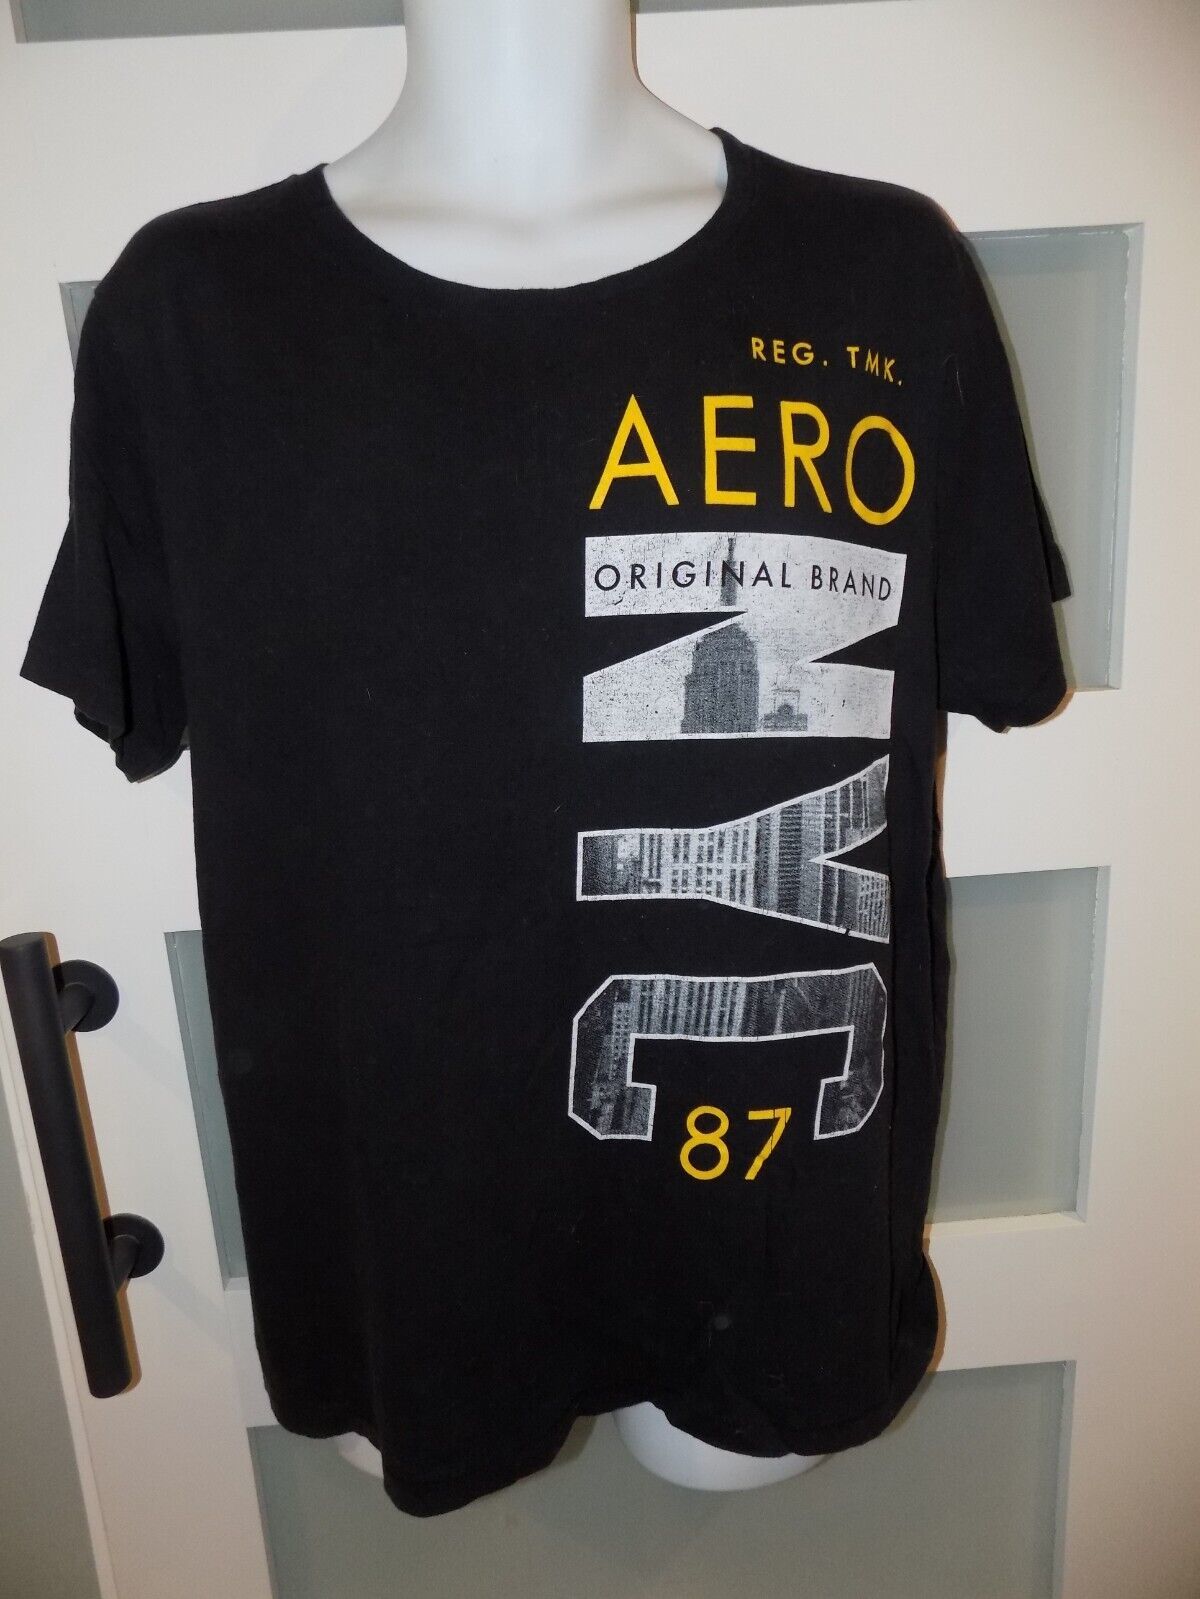 REG. TMK.
AERO
ORIGINAL BRAND
NYC
87